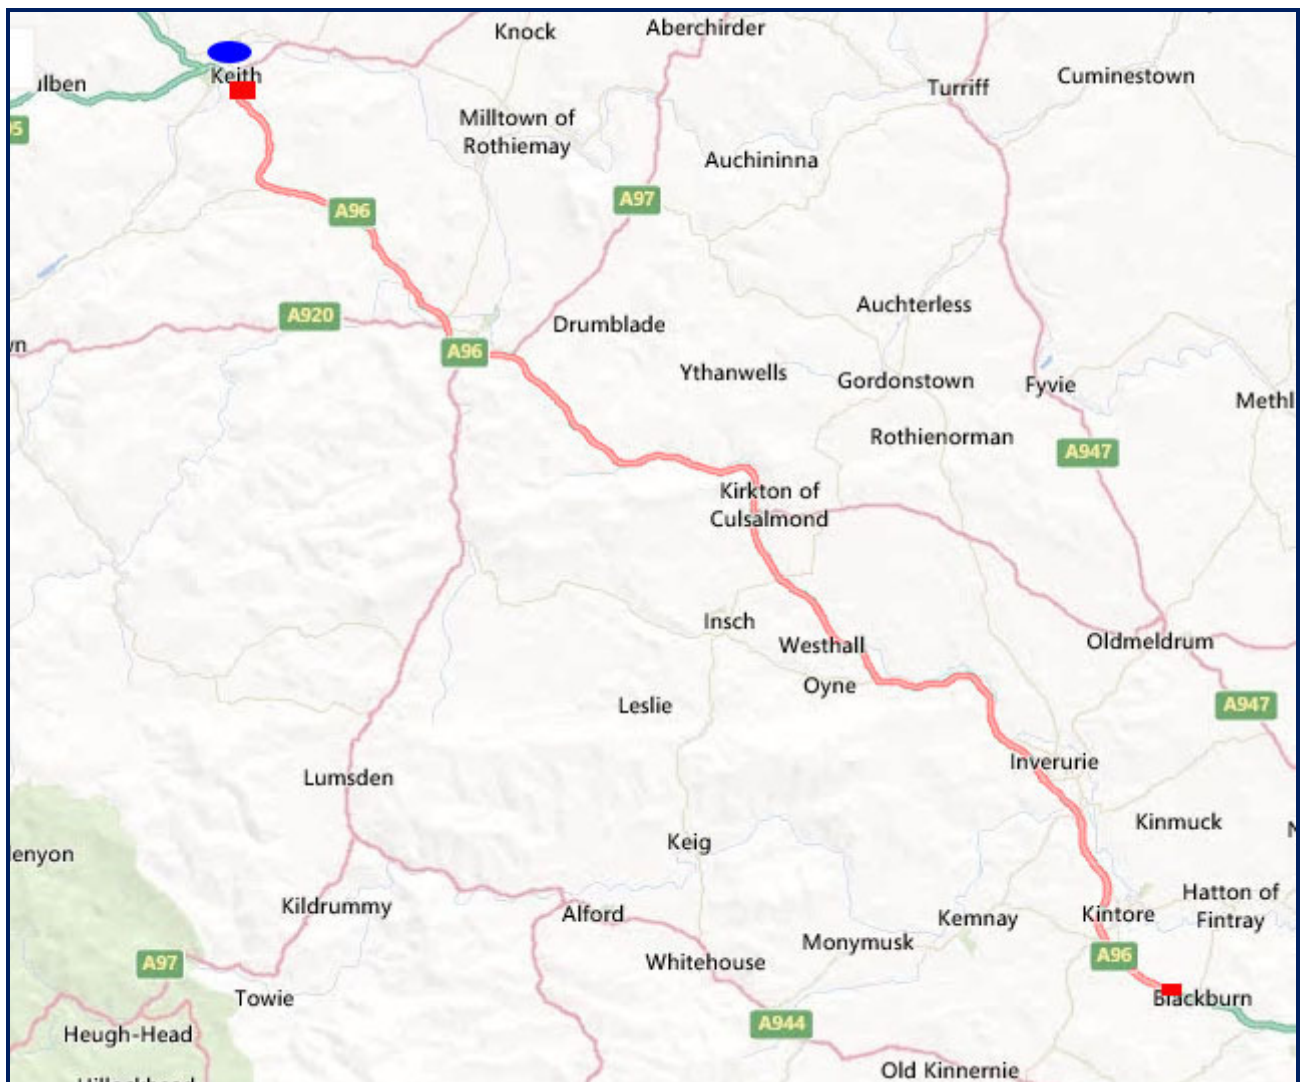 Knock
Aberchirder
Keith
Cuminestown
Turriff
Milltown of
Rothiemay
Auchininna
A97
A96
Auchterless
A920
Drumblade
A96
Ythanwells
Gordonstown
Fyvie
Rothienorman
A947
Kirkton of
Culsalmond
Insch
Westhall
Oldmeldrum
Oyne
Leslie
A947
Inverurie
Lumsden
Kinmuck
Keig
Hatton of
Fintray
Kildrummy
Alford
Kemnay
Kintore
Monymusk
A96
A97
Whitehouse
Towie
Blackburn
A944
Heugh-Head
Old Kinnernie